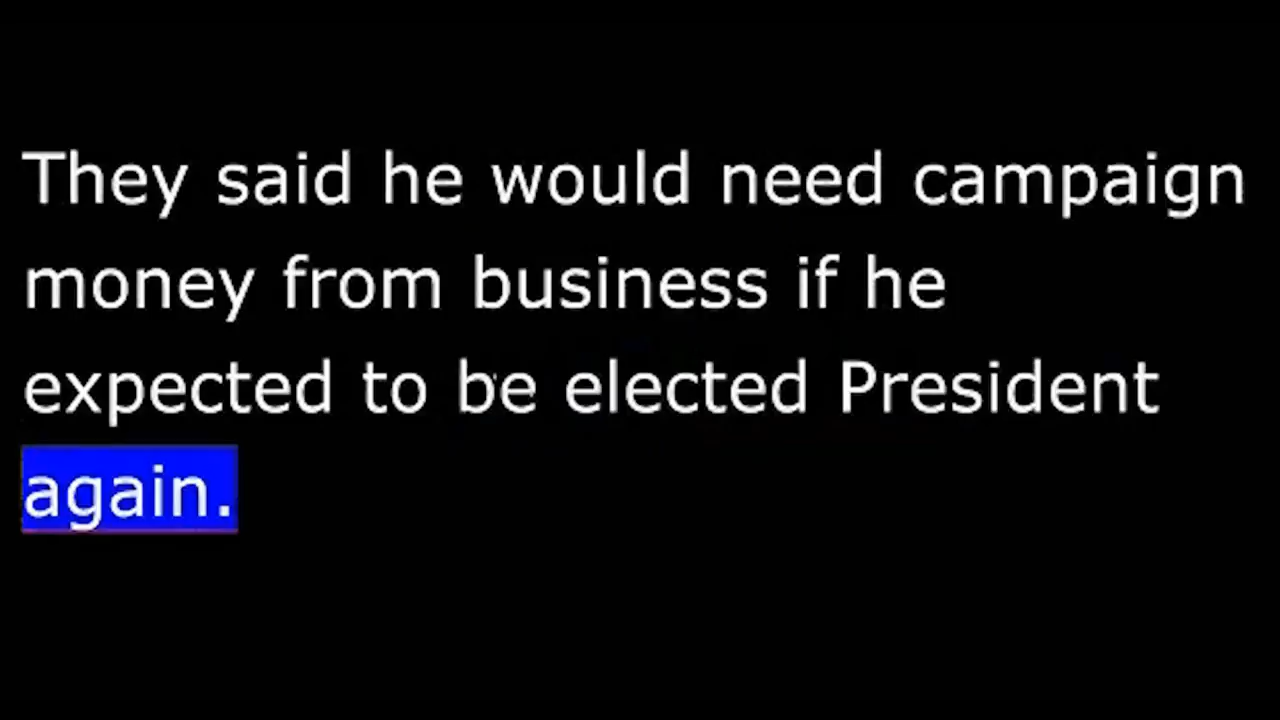 They said he would need campaign
money from business if he
expected to be elected President
again.